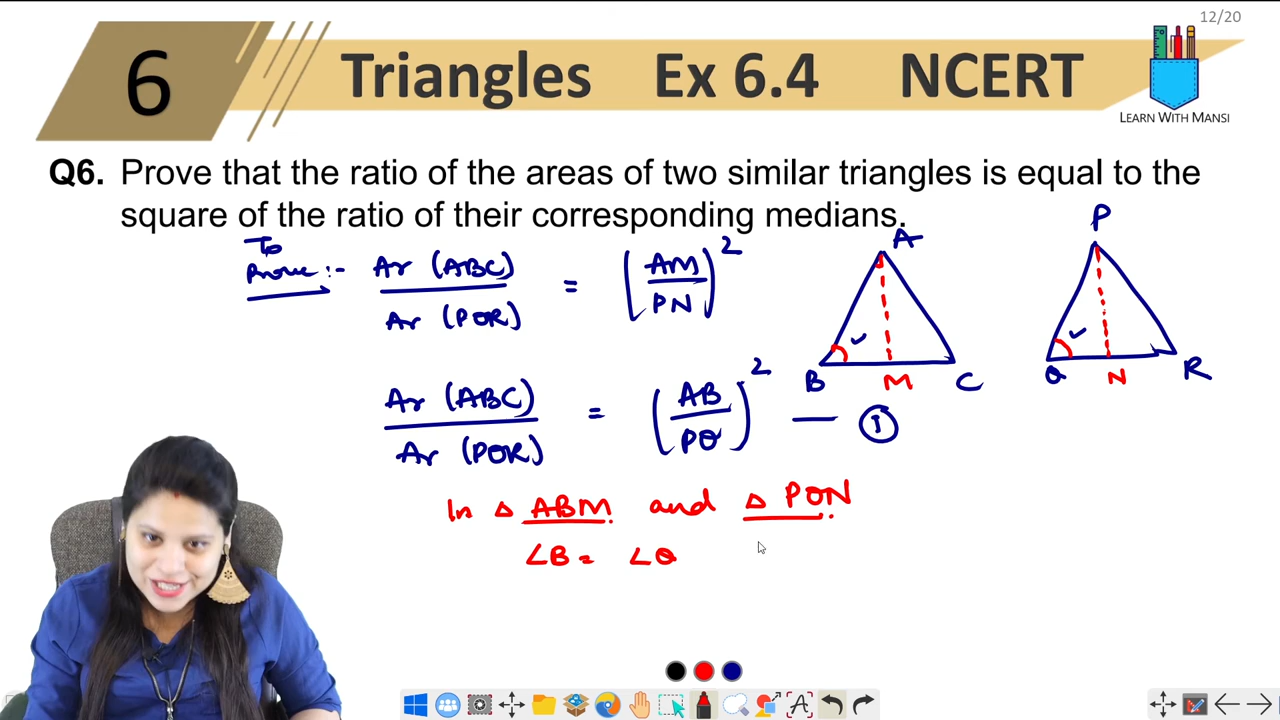 12/20
6
Triangles Ex 6.4 NCERT
LEARN WITH MANSI
Q6. Prove that the ratio of the areas of two similar triangles is equal to the
square of the ratio of their corresponding medians.
To
Prove :- Ar (ABC) / Ar (PQR) = (AM / PN)²
A
B M C
P
Q N R
Ar (ABC) / Ar (PQR) = (AB / PQ)² — ①
In Δ ABM and Δ PQN
∠B = ∠Q